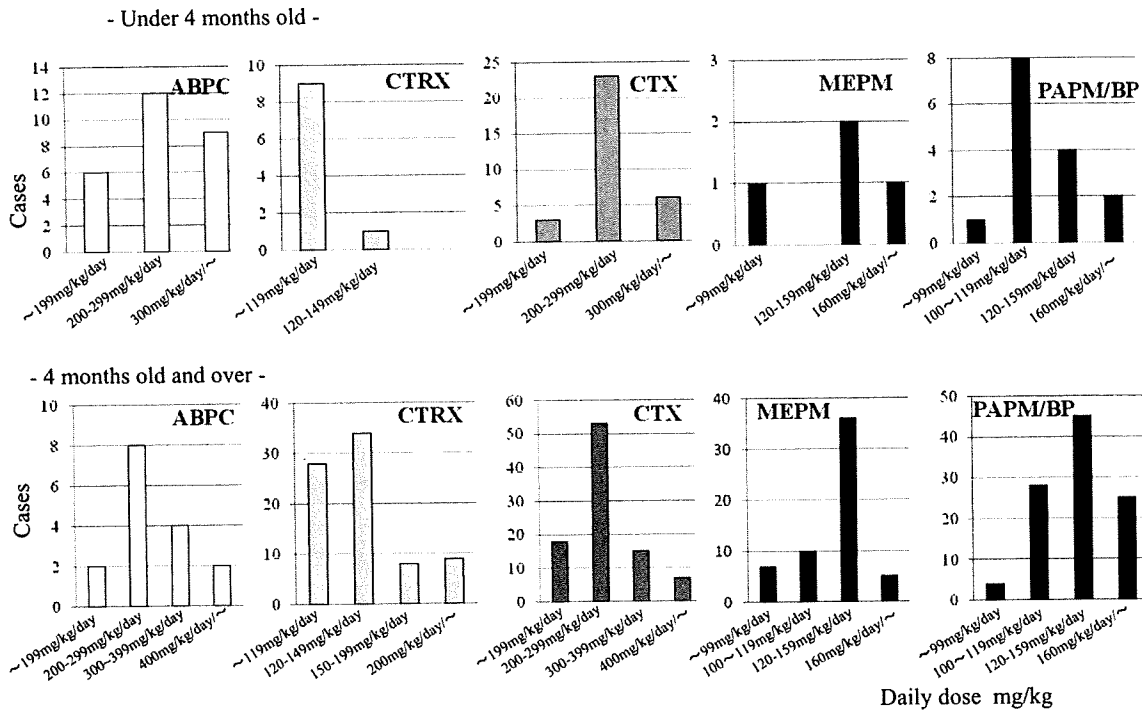 - Under 4 months old -
ABPC
14
12
10
8
6
4
2
0
Cases
~199mg/kg/day
200-299mg/kg/day
300mg/kg/day/~
CTRX
10
8
6
4
2
0
~119mg/kg/day
120-149mg/kg/day
CTX
25
20
15
10
5
0
~199mg/kg/day
200-299mg/kg/day
300mg/kg/day/~
MEPM
3
2
1
0
~99mg/kg/day
120-159mg/kg/day
160mg/kg/day/~
PAPM/BP
8
6
4
2
0
~99mg/kg/day
100~119mg/kg/day
120-159mg/kg/day
160mg/kg/day/~
- 4 months old and over -
ABPC
10
8
6
4
2
0
Cases
~199mg/kg/day
200-299mg/kg/day
300-399mg/kg/day
400mg/kg/day/~
CTRX
40
30
20
10
0
~119mg/kg/day
120-149mg/kg/day
150-199mg/kg/day
200mg/kg/day/~
CTX
60
50
40
30
20
10
0
~199mg/kg/day
200-299mg/kg/day
300-399mg/kg/day
400mg/kg/day/~
MEPM
40
30
20
10
0
~99mg/kg/day
100~119mg/kg/day
120-159mg/kg/day
160mg/kg/day/~
PAPM/BP
50
40
30
20
10
0
~99mg/kg/day
100~119mg/kg/day
120-159mg/kg/day
160mg/kg/day/~
Daily dose mg/kg